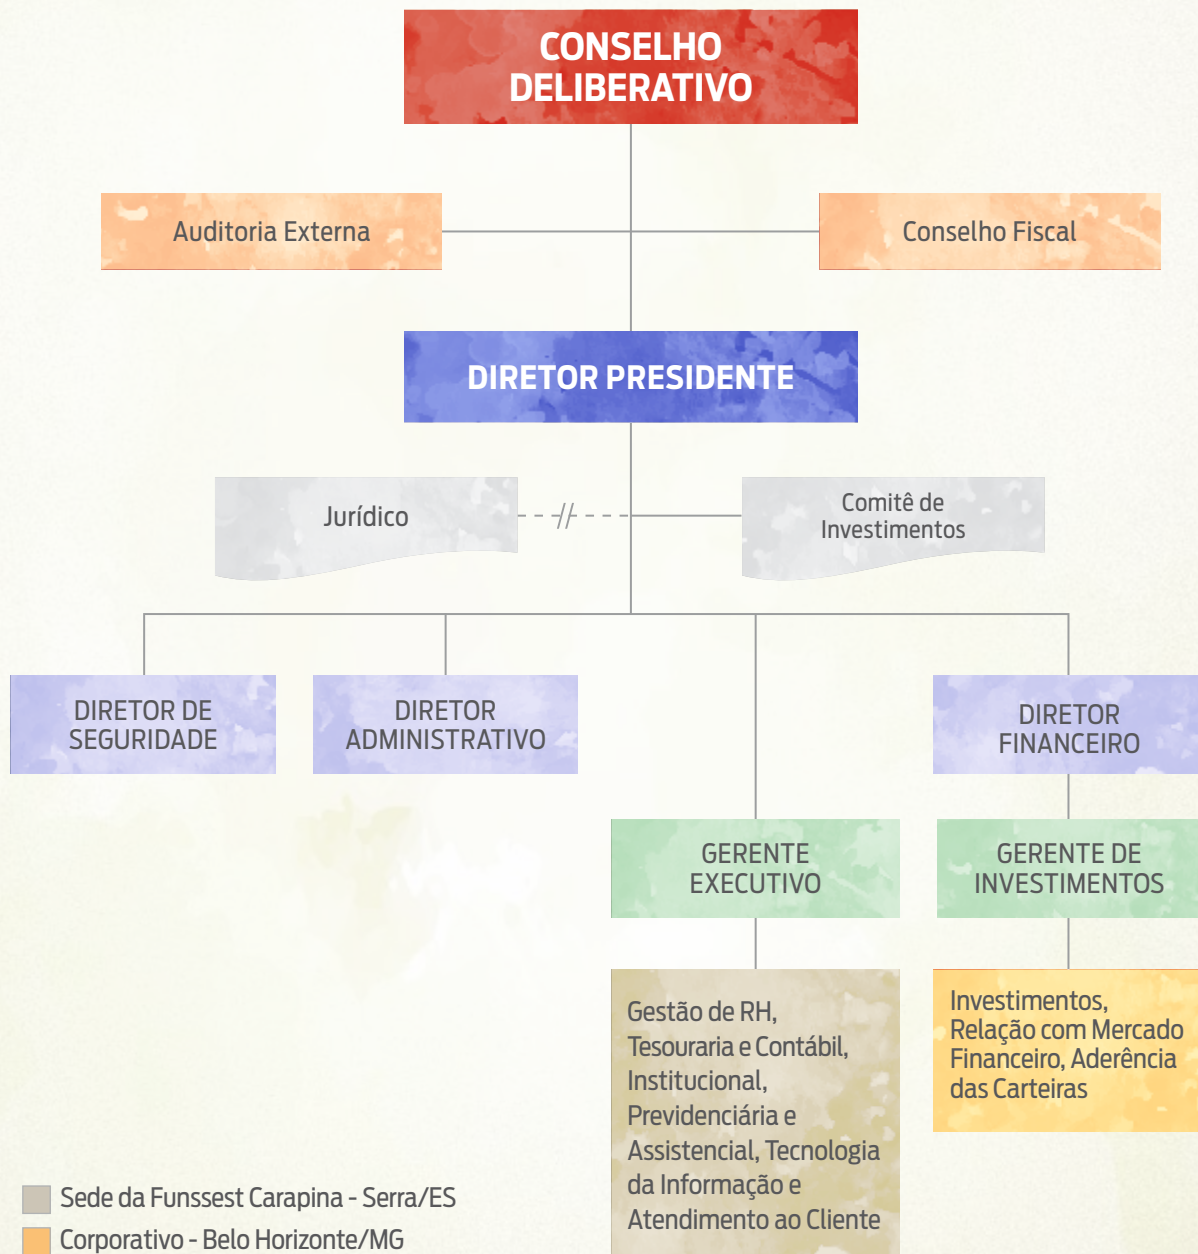 CONSELHO
DELIBERATIVO
Auditoria Externa
Conselho Fiscal
DIRETOR PRESIDENTE
Jurídico
Comitê de
Investimentos
DIRETOR DE
SEGURIDADE
DIRETOR
ADMINISTRATIVO
DIRETOR
FINANCEIRO
GERENTE
EXECUTIVO
GERENTE DE
INVESTIMENTOS
Gestão de RH,
Tesouraria e Contábil,
Institucional,
Previdenciária e
Assistencial, Tecnologia
da Informação e
Atendimento ao Cliente
Investimentos,
Relação com Mercado
Financeiro, Aderência
das Carteiras
Sede da Funssest Carapina - Serra/ES
Corporativo - Belo Horizonte/MG